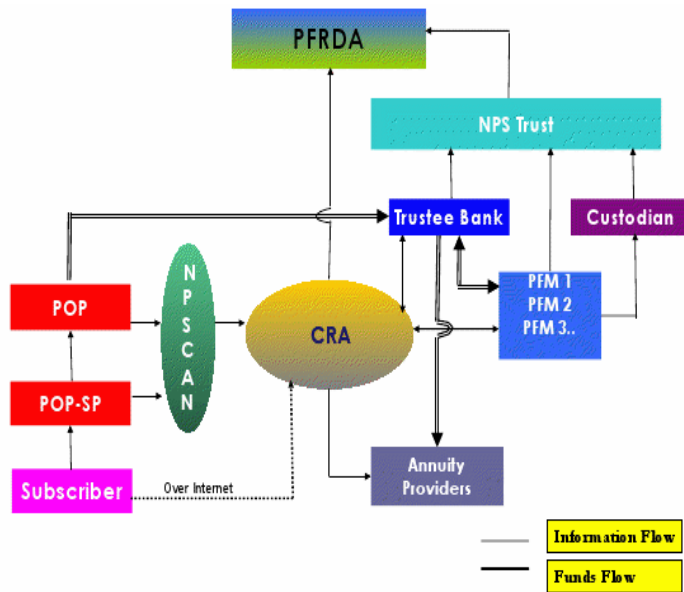 PFRDA
NPS Trust
Trustee Bank
Custodian
N
P
S
C
A
N
POP
PFM 1
PFM 2
PFM 3..
CRA
POP-SP
Subscriber
Over Internet
Annuity
Providers
Information Flow
Funds Flow